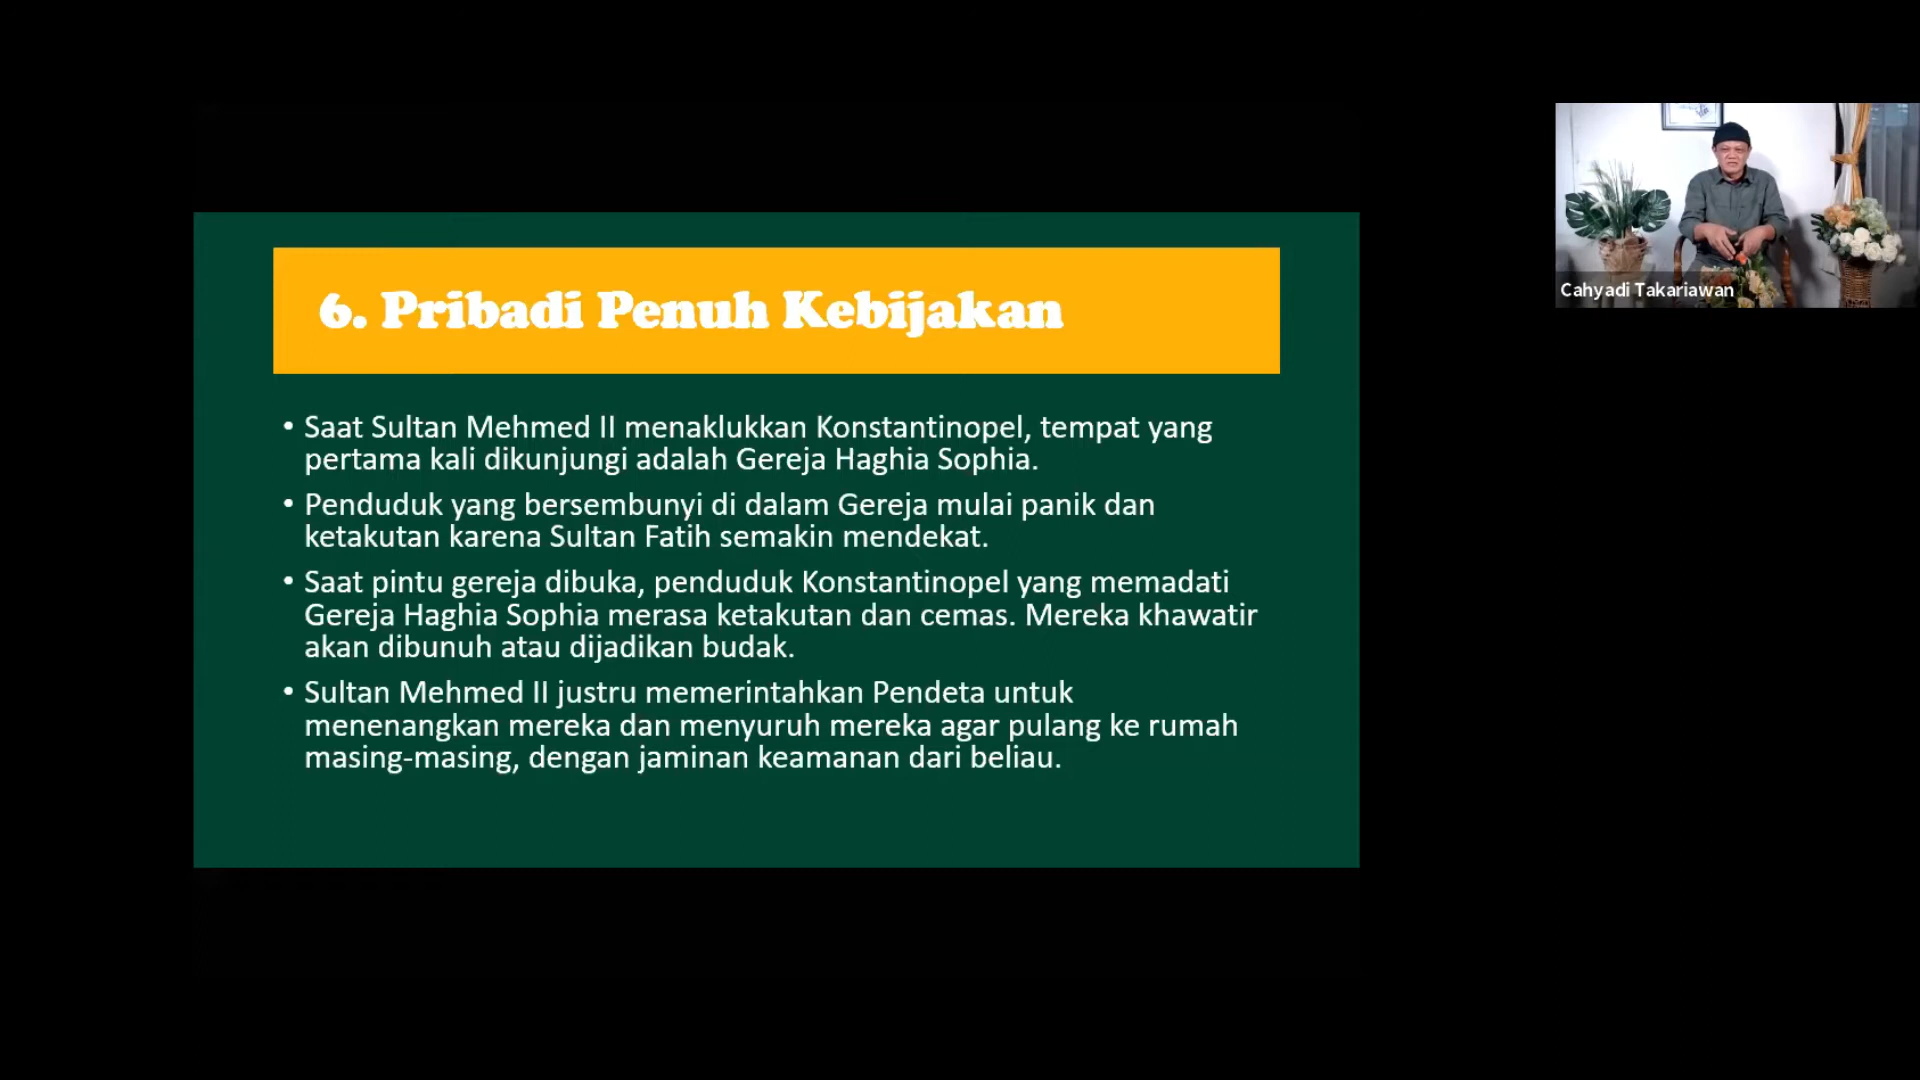 6. Pribadi Penuh Kebijakan
• Saat Sultan Mehmed II menaklukkan Konstantinopel, tempat yang
pertama kali dikunjungi adalah Gereja Haghia Sophia.
• Penduduk yang bersembunyi di dalam Gereja mulai panik dan
ketakutan karena Sultan Fatih semakin mendekat.
• Saat pintu gereja dibuka, penduduk Konstantinopel yang memadati
Gereja Haghia Sophia merasa ketakutan dan cemas. Mereka khawatir
akan dibunuh atau dijadikan budak.
• Sultan Mehmed II justru memerintahkan Pendeta untuk
menenangkan mereka dan menyuruh mereka agar pulang ke rumah
masing-masing, dengan jaminan keamanan dari beliau.
Cahyadi Takariawan